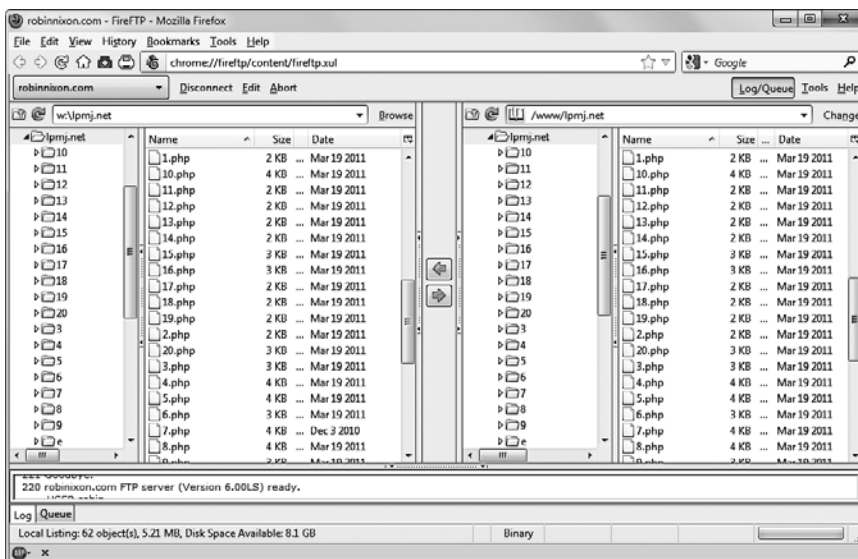 robinnixon.com - FireFTP - Mozilla Firefox
File Edit View History Bookmarks Tools Help
chrome://fireftp/content/fireftp.xul
Google
robinnixon.com Disconnect Edit Abort Log/Queue Tools Help
w:\lpmj.net Browse
lpmj.net
10
11
12
13
14
15
16
17
18
19
20
3
4
5
6
7
8
9
e
Name Size Date
1.php 2 KB ... Mar 19 2011
10.php 4 KB ... Mar 19 2011
11.php 2 KB ... Mar 19 2011
12.php 2 KB ... Mar 19 2011
13.php 2 KB ... Mar 19 2011
14.php 2 KB ... Mar 19 2011
15.php 3 KB ... Mar 19 2011
16.php 3 KB ... Mar 19 2011
17.php 2 KB ... Mar 19 2011
18.php 2 KB ... Mar 19 2011
19.php 2 KB ... Mar 19 2011
2.php 2 KB ... Mar 19 2011
20.php 3 KB ... Mar 19 2011
3.php 3 KB ... Mar 19 2011
4.php 4 KB ... Mar 19 2011
5.php 4 KB ... Mar 19 2011
6.php 3 KB ... Mar 19 2011
7.php 4 KB ... Dec 3 2010
8.php 4 KB ... Mar 19 2011
/www/lpmj.net Change
lpmj.net
10
11
12
13
14
15
16
17
18
19
20
3
4
5
6
7
8
9
e
Name Size ... Date
1.php 2 KB ... Mar 19 2011
10.php 4 KB ... Mar 19 2011
11.php 2 KB ... Mar 19 2011
12.php 2 KB ... Mar 19 2011
13.php 2 KB ... Mar 19 2011
14.php 2 KB ... Mar 19 2011
15.php 3 KB ... Mar 19 2011
16.php 3 KB ... Mar 19 2011
17.php 2 KB ... Mar 19 2011
18.php 2 KB ... Mar 19 2011
19.php 2 KB ... Mar 19 2011
2.php 2 KB ... Mar 19 2011
20.php 3 KB ... Mar 19 2011
3.php 3 KB ... Mar 19 2011
4.php 4 KB ... Mar 19 2011
5.php 4 KB ... Mar 19 2011
6.php 3 KB ... Mar 19 2011
7.php 4 KB ... Mar 19 2011
8.php 4 KB ... Mar 19 2011
220 robinnixon.com FTP server (Version 6.00LS) ready.
Log Queue
Local Listing: 62 object(s), 5.21 MB, Disk Space Available: 8.1 GB Binary